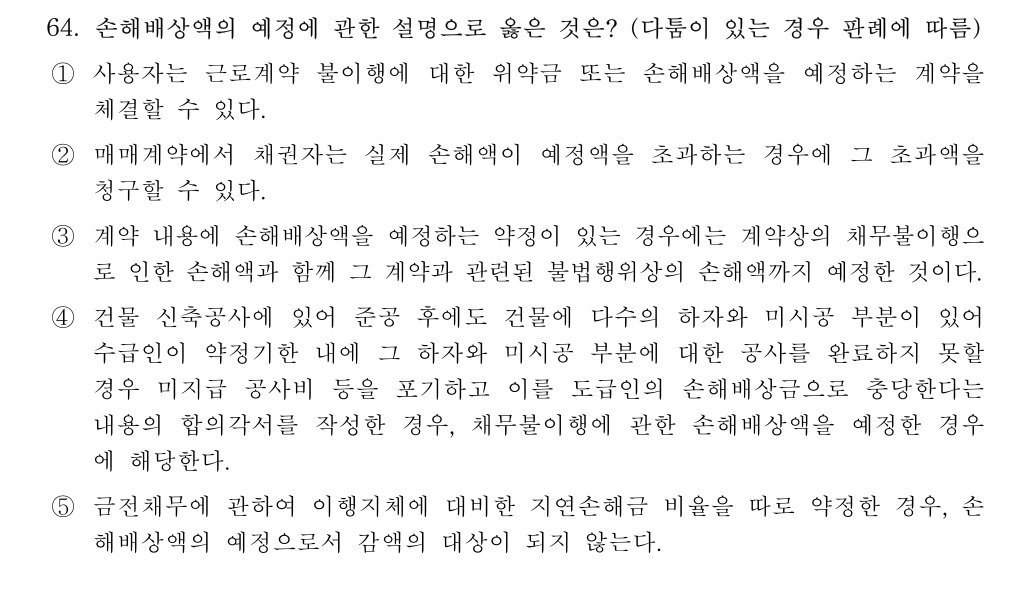 64. 손해배상액의 예정에 관한 설명으로 옳은 것은? (다툼이 있는 경우 판례에 따름)
① 사용자는 근로계약 불이행에 대한 위약금 또는 손해배상액을 예정하는 계약을
체결할 수 있다.
② 매매계약에서 채권자는 실제 손해액이 예정액을 초과하는 경우에 그 초과액을
청구할 수 있다.
③ 계약 내용에 손해배상액을 예정하는 약정이 있는 경우에는 계약상의 채무불이행으
로 인한 손해액과 함께 그 계약과 관련된 불법행위상의 손해액까지 예정한 것이다.
④ 건물 신축공사에 있어 준공 후에도 건물에 다수의 하자와 미시공 부분이 있어
수급인이 약정기한 내에 그 하자와 미시공 부분에 대한 공사를 완료하지 못할
경우 미지급 공사비 등을 포기하고 이를 도급인의 손해배상금으로 충당한다는
내용의 합의각서를 작성한 경우, 채무불이행에 관한 손해배상액을 예정한 경우
에 해당한다.
⑤ 금전채무에 관하여 이행지체에 대비한 지연손해금 비율을 따로 약정한 경우, 손
해배상액의 예정으로서 감액의 대상이 되지 않는다.